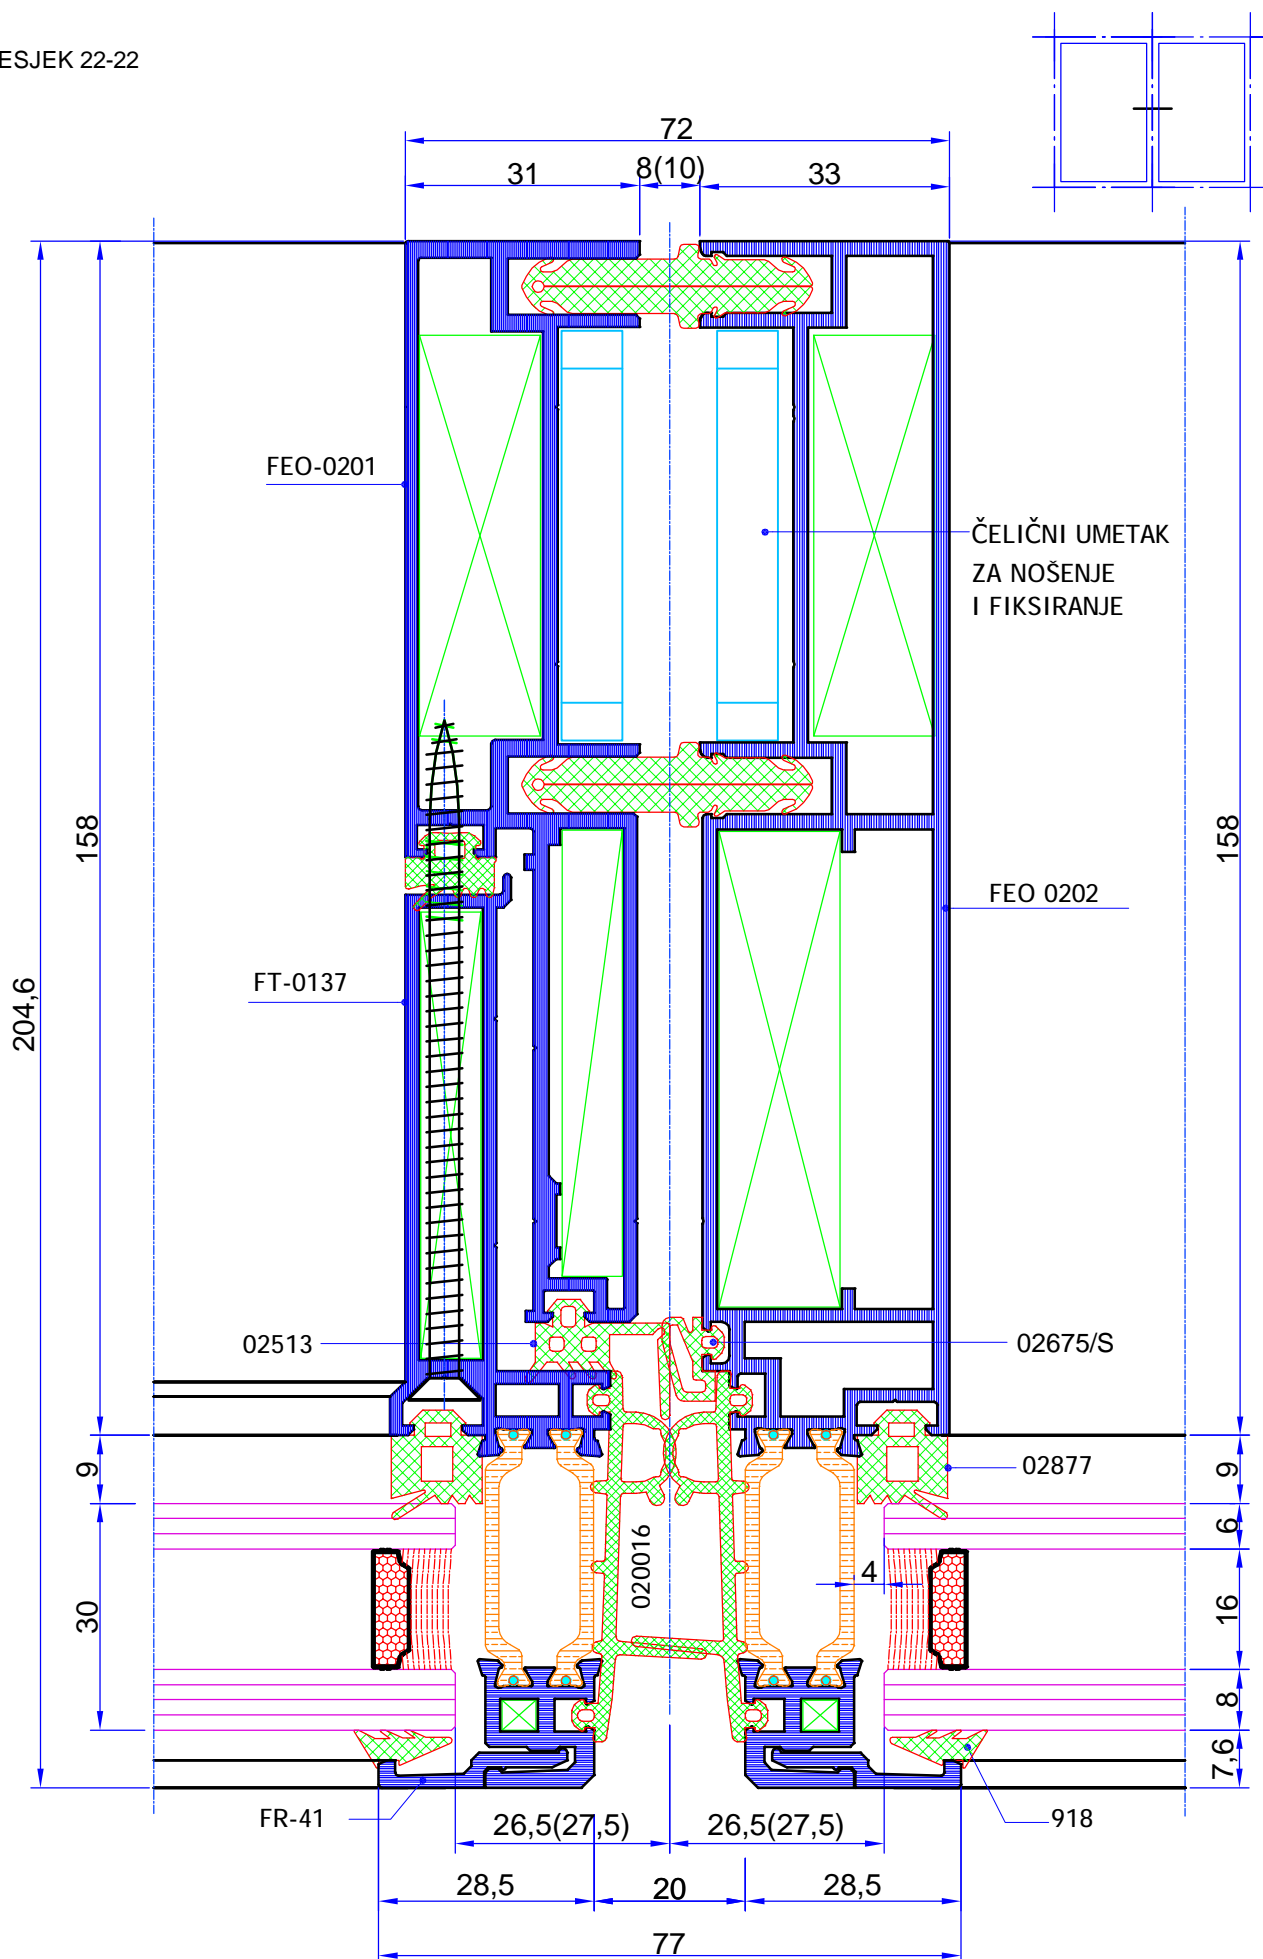 ESJEK 22-22
72
31
8(10)
33
FEO-0201
ČELIČNI UMETAK
ZA NOŠENJE
I FIKSIRANJE
158
158
FEO 0202
204,6
FT-0137
02513
02675/S
9
02877
9
6
020016
4
30
16
8
7,6
FR-41
26,5(27,5)
26,5(27,5)
918
28,5
20
28,5
77